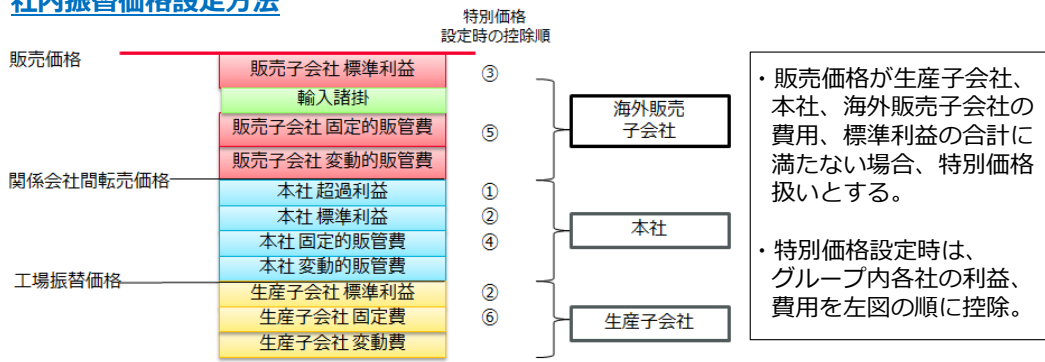 社内振替価格設定方法
特別価格
設定時の控除順
販売価格
販売子会社 標準利益
③
輸入諸掛
販売子会社 固定的販管費
⑤
販売子会社 変動的販管費
海外販売
子会社
関係会社間転売価格
本社 超過利益
①
本社 標準利益
②
本社 固定的販管費
④
本社 変動的販管費
本社
工場振替価格
生産子会社 標準利益
②
生産子会社 固定費
⑥
生産子会社 変動費
生産子会社
・販売価格が生産子会社、
本社、海外販売子会社の
費用、標準利益の合計に
満たない場合、特別価格
扱いとする。
・特別価格設定時は、
グループ内各社の利益、
費用を左図の順に控除。